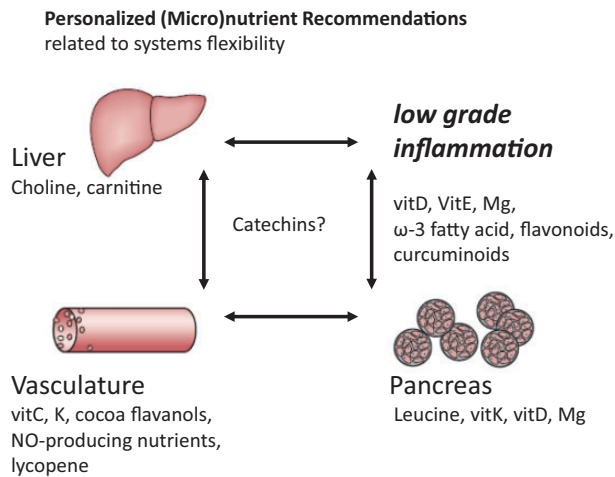 Personalized (Micro)nutrient Recommendations
related to systems flexibility
low grade
inflammation
Liver
Choline, carnitine
vitD, VitE, Mg,
ω-3 fatty acid, flavonoids,
curcuminoids
Catechins?
Vasculature
vitC, K, cocoa flavanols,
NO-producing nutrients,
lycopene
Pancreas
Leucine, vitK, vitD, Mg